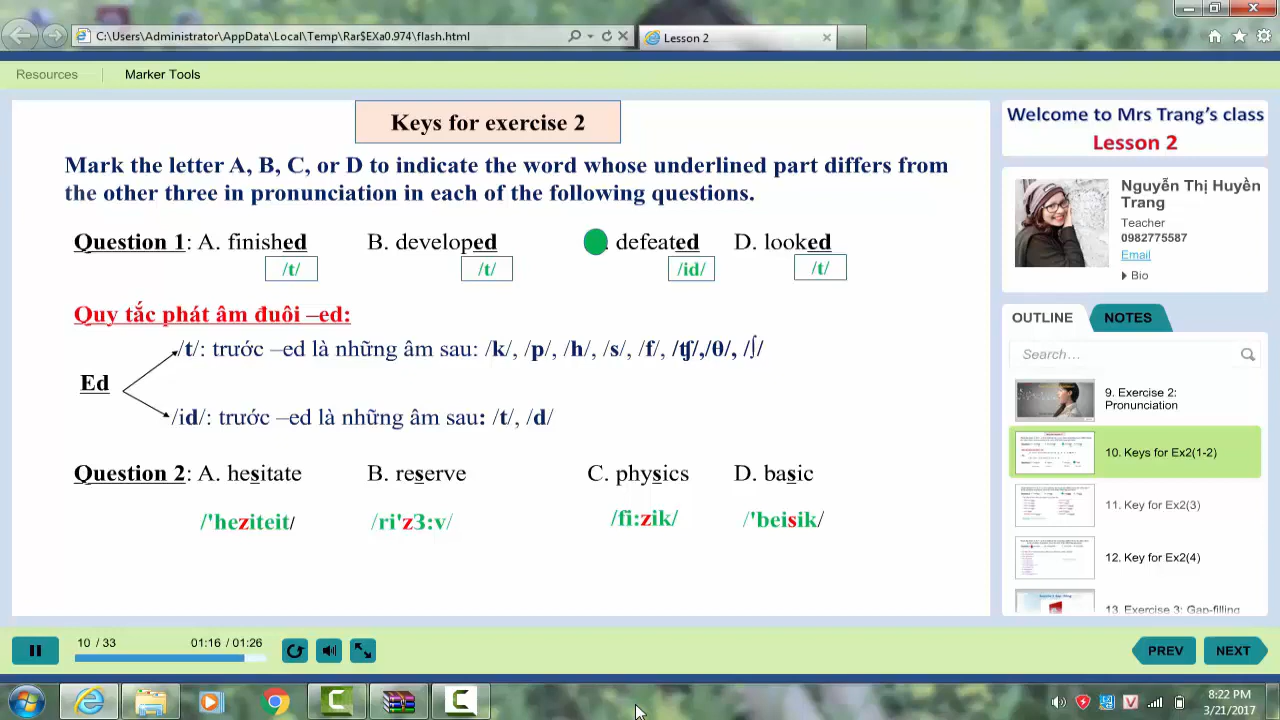 C:\Users\Administrator\AppData\Local\Temp\Rar$EXa0.974\flash.html
Lesson 2
Resources
Marker Tools
Keys for exercise 2
Mark the letter A, B, C, or D to indicate the word whose underlined part differs from
the other three in pronunciation in each of the following questions.
Question 1: A. finished B. developed . defeated D. looked
/t/ /t/ /id/ /t/
Quy tắc phát âm đuôi –ed:
/t/: trước –ed là những âm sau: /k/, /p/, /h/, /s/, /f/, /ʧ/,/θ/, /ʃ/
Ed
/id/: trước –ed là những âm sau: /t/, /d/
Question 2: A. hesitate B. reserve C. physics D. basic
/'heziteit/ /ri'z3:v/ /fi:zik/ /'beisik/
Welcome to Mrs Trang's class
Lesson 2
Nguyễn Thị Huyền
Trang
Teacher
0982775587
Email
Bio
OUTLINE NOTES
Search...
9. Exercise 2:
Pronunciation
10. Keys for Ex2(1-2)
11. Key for Ex2(3)
12. Key for Ex2(4)
13. Exercise 3: Gap-filling
10 / 33 01:16 / 01:26
PREV NEXT
8:22 PM
3/21/2017